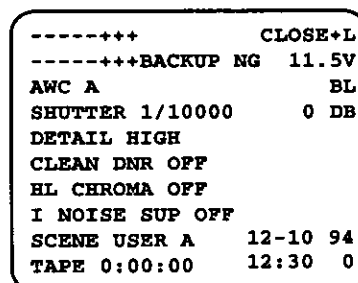 -----+++ CLOSE+L
-----+++BACKUP NG 11.5V
AWC A BL
SHUTTER 1/10000 0 DB
DETAIL HIGH
CLEAN DNR OFF
HL CHROMA OFF
I NOISE SUP OFF
SCENE USER A 12-10 94
TAPE 0:00:00 12:30 0